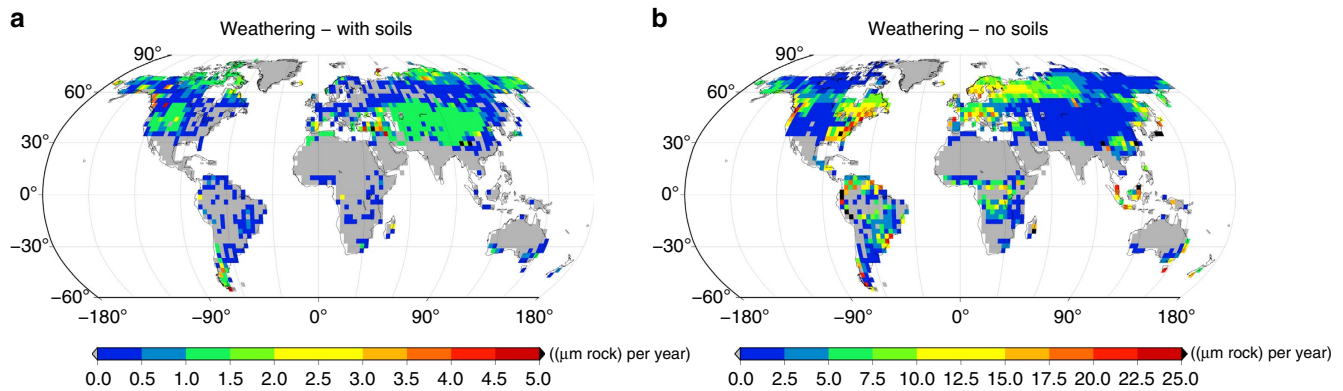 a
Weathering – with soils
90°
60°
30°
0°
−30°
−60°
−180° −90° 0° 90° 180°
((μm rock) per year)
0.0 0.5 1.0 1.5 2.0 2.5 3.0 3.5 4.0 4.5 5.0
b
Weathering – no soils
90°
60°
30°
0°
−30°
−60°
−180° −90° 0° 90° 180°
((μm rock) per year)
0.0 2.5 5.0 7.5 10.0 12.5 15.0 17.5 20.0 22.5 25.0